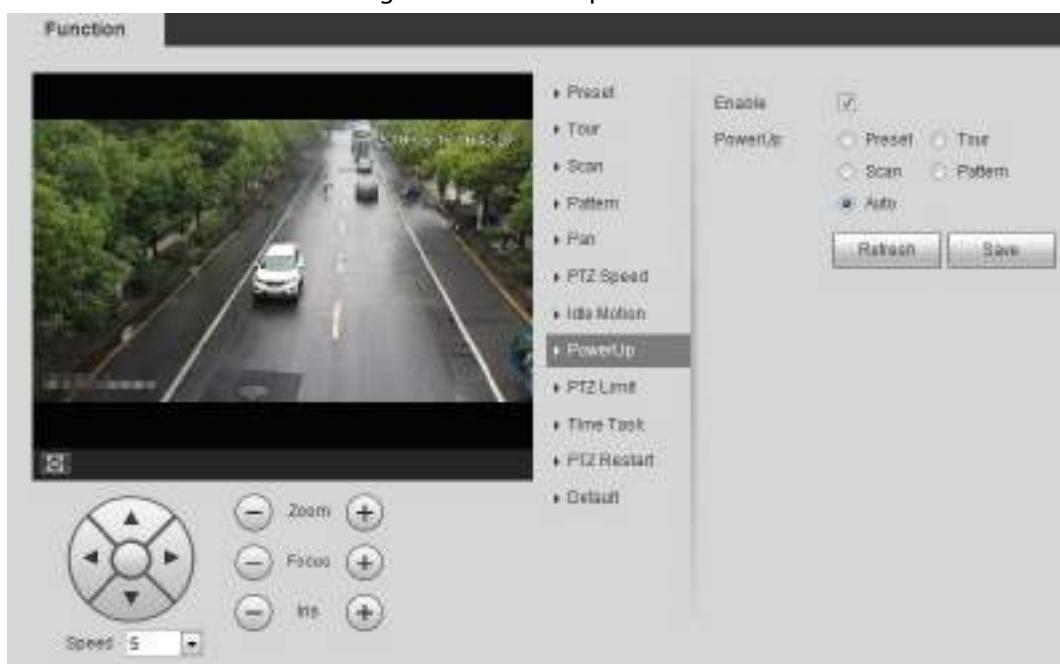 Function
Preset
Tour
Scan
Pattern
Pan
PTZ Speed
Idle Motion
PowerUp
PTZ Limit
Time Task
PTZ Restart
Default
Enable
PowerUp
Preset Tour
Scan Pattern
Auto
Refresh Save
Zoom
Focus
Iris
Speed 5